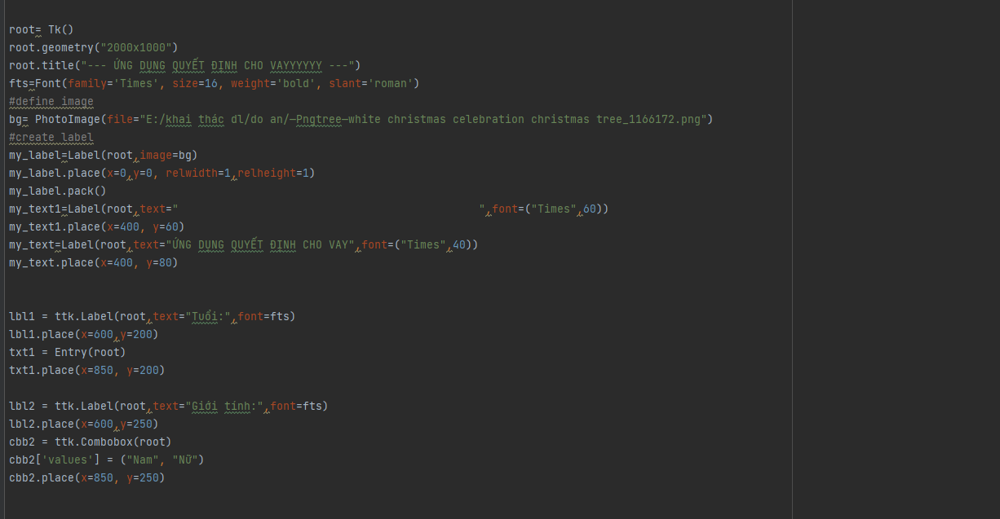 root= Tk()
root.geometry("2000x1000")
root.title("--- ỨNG DỤNG QUYẾT ĐỊNH CHO VAYYYYYY ---")
fts=Font(family='Times', size=16, weight='bold', slant='roman')
#define image
bg= PhotoImage(file="E:/khai thác dl/do an/—Pngtree—white christmas celebration christmas tree_1166172.png")
#create label
my_label=Label(root,image=bg)
my_label.place(x=0,y=0, relwidth=1,relheight=1)
my_label.pack()
my_text1=Label(root,text="                                              ",font=("Times",60))
my_text1.place(x=400, y=60)
my_text=Label(root,text="ỨNG DỤNG QUYẾT ĐỊNH CHO VAY",font=("Times",40))
my_text.place(x=400, y=80)
lbl1 = ttk.Label(root,text="Tuổi:",font=fts)
lbl1.place(x=600,y=200)
txt1 = Entry(root)
txt1.place(x=850, y=200)
lbl2 = ttk.Label(root,text="Giới tính:",font=fts)
lbl2.place(x=600,y=250)
cbb2 = ttk.Combobox(root)
cbb2['values'] = ("Nam", "Nữ")
cbb2.place(x=850, y=250)